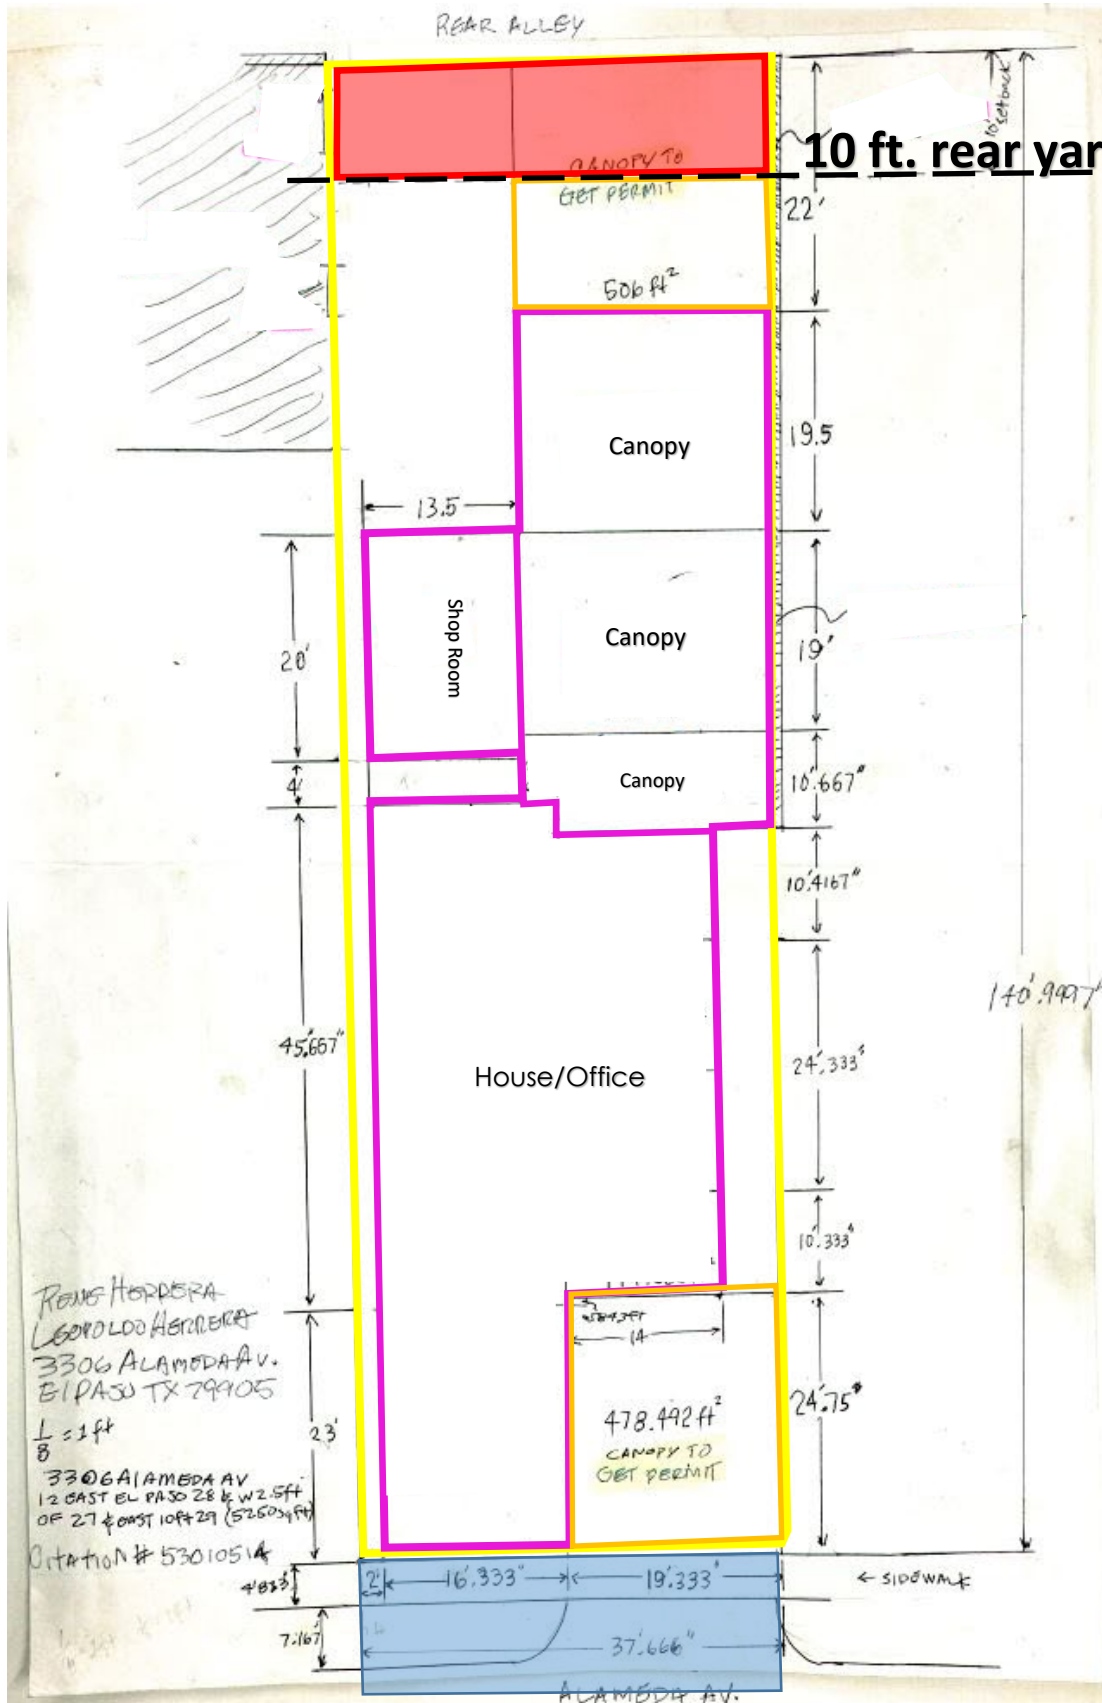 REAR ALLEY
10' setback
10 ft. rear yar
CANOPY TO
GET PERMIT
22'
506 ft²
Canopy
19.5
13.5
Shop Room
Canopy
20'
19'
Canopy
4'
10'.667"
10'.4167"
140'.9997'
45'.667"
24'.333"
House/Office
10'.333"
RENE HERRERA
LEOPOLDO HERRERA
3306 ALAMEDA AV.
El PASO TX 79905
1/8 = 1 ft
14
24'.75"
478.492 ft²
CANOPY TO
GET PERMIT
23'
3306 AlAMEDA AV
12 EAST EL PASO 28 & W 2.5ft
OF 27 & EAST 10ft 29 (5250 sq ft)
CitATION # 53010514
4'.833'
2'
16'.333"
19'.333"
← SIDEWALK
7'.167'
37'.666"
ALAMEDA AV.